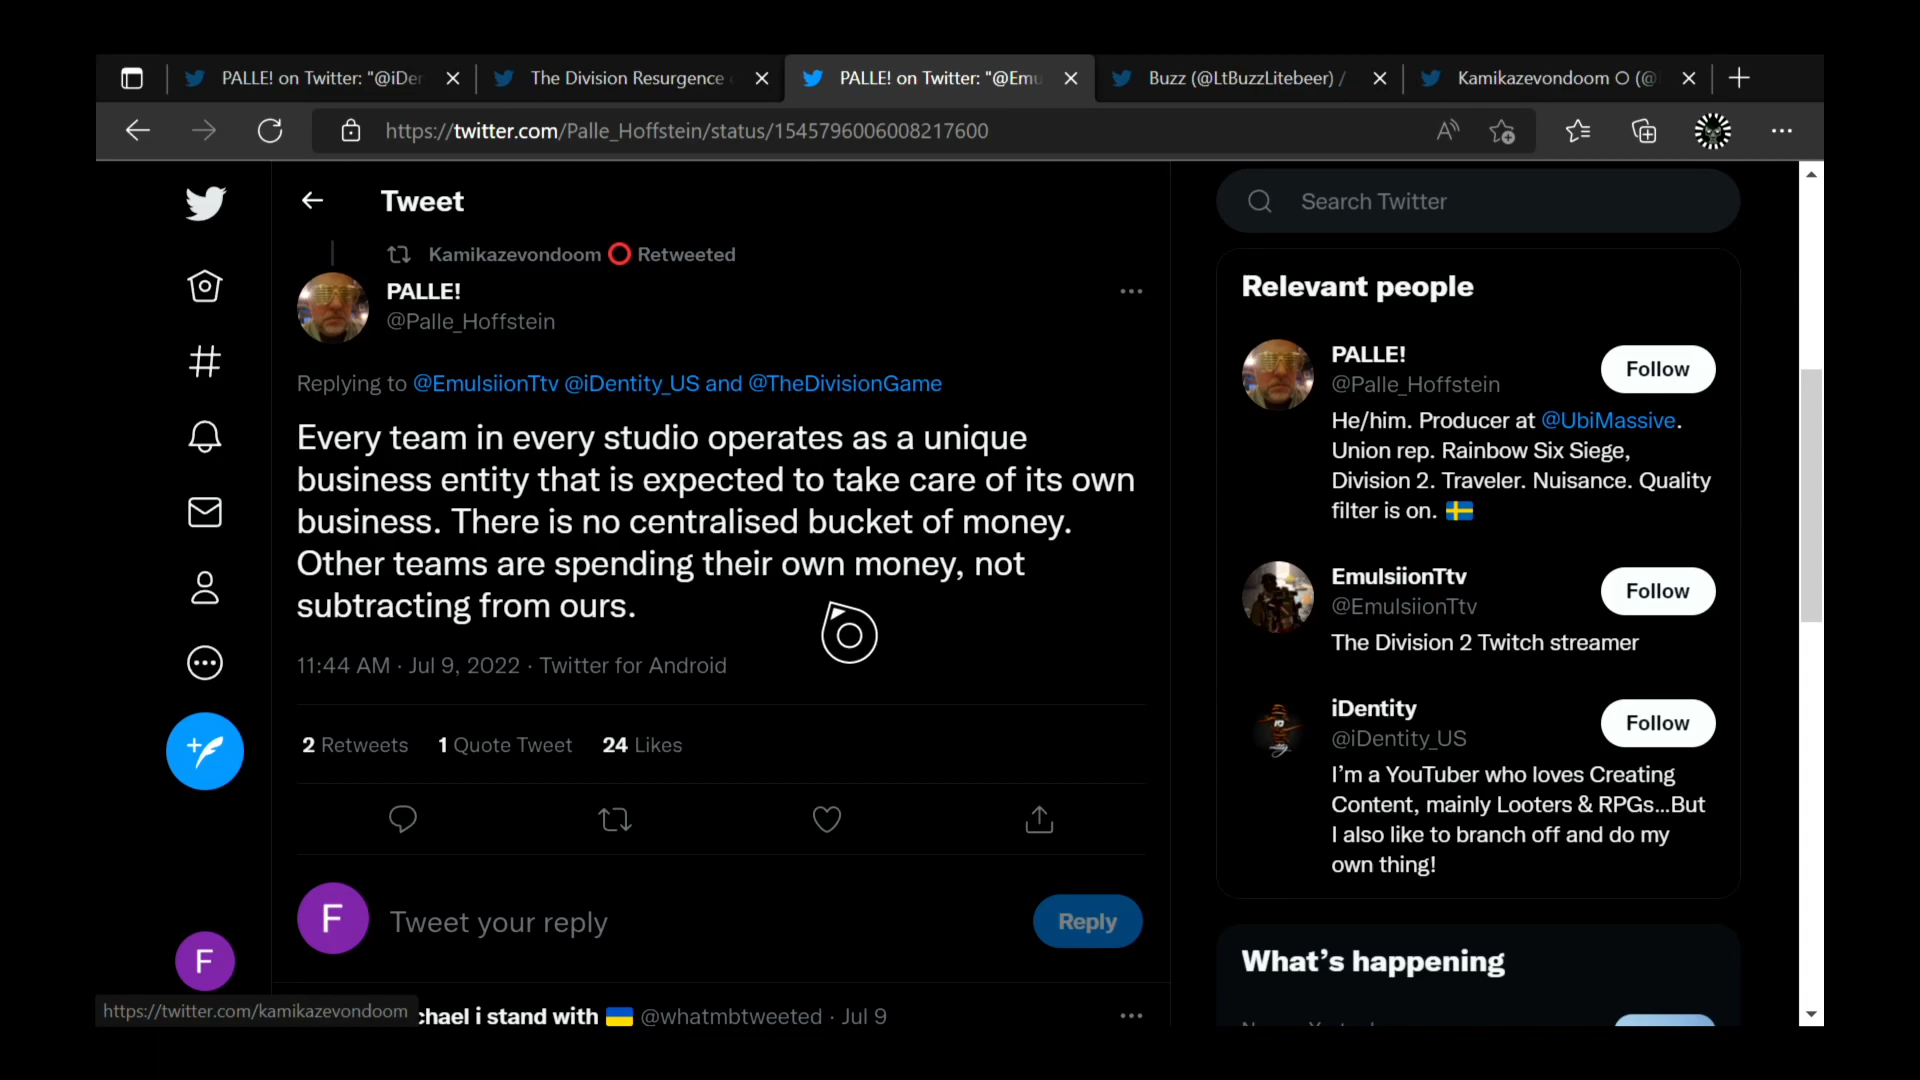 PALLE! on Twitter: "@iDer
The Division Resurgence
PALLE! on Twitter: "@Emu
Buzz (@LtBuzzLitebeer) /
Kamikazevondoom O (@
https://twitter.com/Palle_Hoffstein/status/1545796006008217600
Tweet
Search Twitter
Kamikazevondoom ⭕ Retweeted
PALLE!
@Palle_Hoffstein
Replying to @EmulsiionTtv @iDentity_US and @TheDivisionGame
Every team in every studio operates as a unique
business entity that is expected to take care of its own
business. There is no centralised bucket of money.
Other teams are spending their own money, not
subtracting from ours.
11:44 AM · Jul 9, 2022 · Twitter for Android
2 Retweets 1 Quote Tweet 24 Likes
F
Tweet your reply
Reply
F
https://twitter.com/kamikazevondoom
chael i stand with 🇺🇦 @whatmbtweeted · Jul 9
Relevant people
PALLE!
@Palle_Hoffstein
Follow
He/him. Producer at @UbiMassive.
Union rep. Rainbow Six Siege,
Division 2. Traveler. Nuisance. Quality
filter is on. 🇸🇪
EmulsiionTtv
@EmulsiionTtv
Follow
The Division 2 Twitch streamer
iDentity
@iDentity_US
Follow
I'm a YouTuber who loves Creating
Content, mainly Looters & RPGs...But
I also like to branch off and do my
own thing!
What's happening